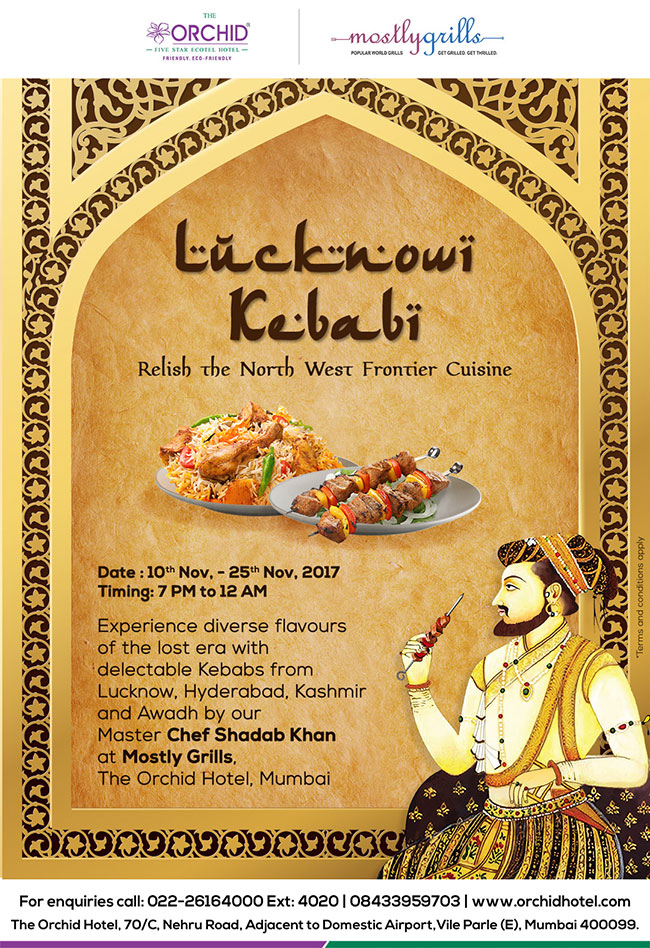 THE
ORCHID®
FIVE STAR ECOTEL HOTEL
FRIENDLY. ECO-FRIENDLY
mostlygrills
POPULAR WORLD GRILLS GET GRILLED. GET THRILLED.
Lucknowi
Kebabi
Relish the North West Frontier Cuisine
Date : 10th Nov, - 25th Nov, 2017
Timing: 7 PM to 12 AM
Experience diverse flavours
of the lost era with
delectable Kebabs from
Lucknow, Hyderabad, Kashmir
and Awadh by our
Master Chef Shadab Khan
at Mostly Grills,
The Orchid Hotel, Mumbai
*Terms and conditions apply
For enquiries call: 022-26164000 Ext: 4020 | 08433959703 | www.orchidhotel.com
The Orchid Hotel, 70/C, Nehru Road, Adjacent to Domestic Airport,Vile Parle (E), Mumbai 400099.